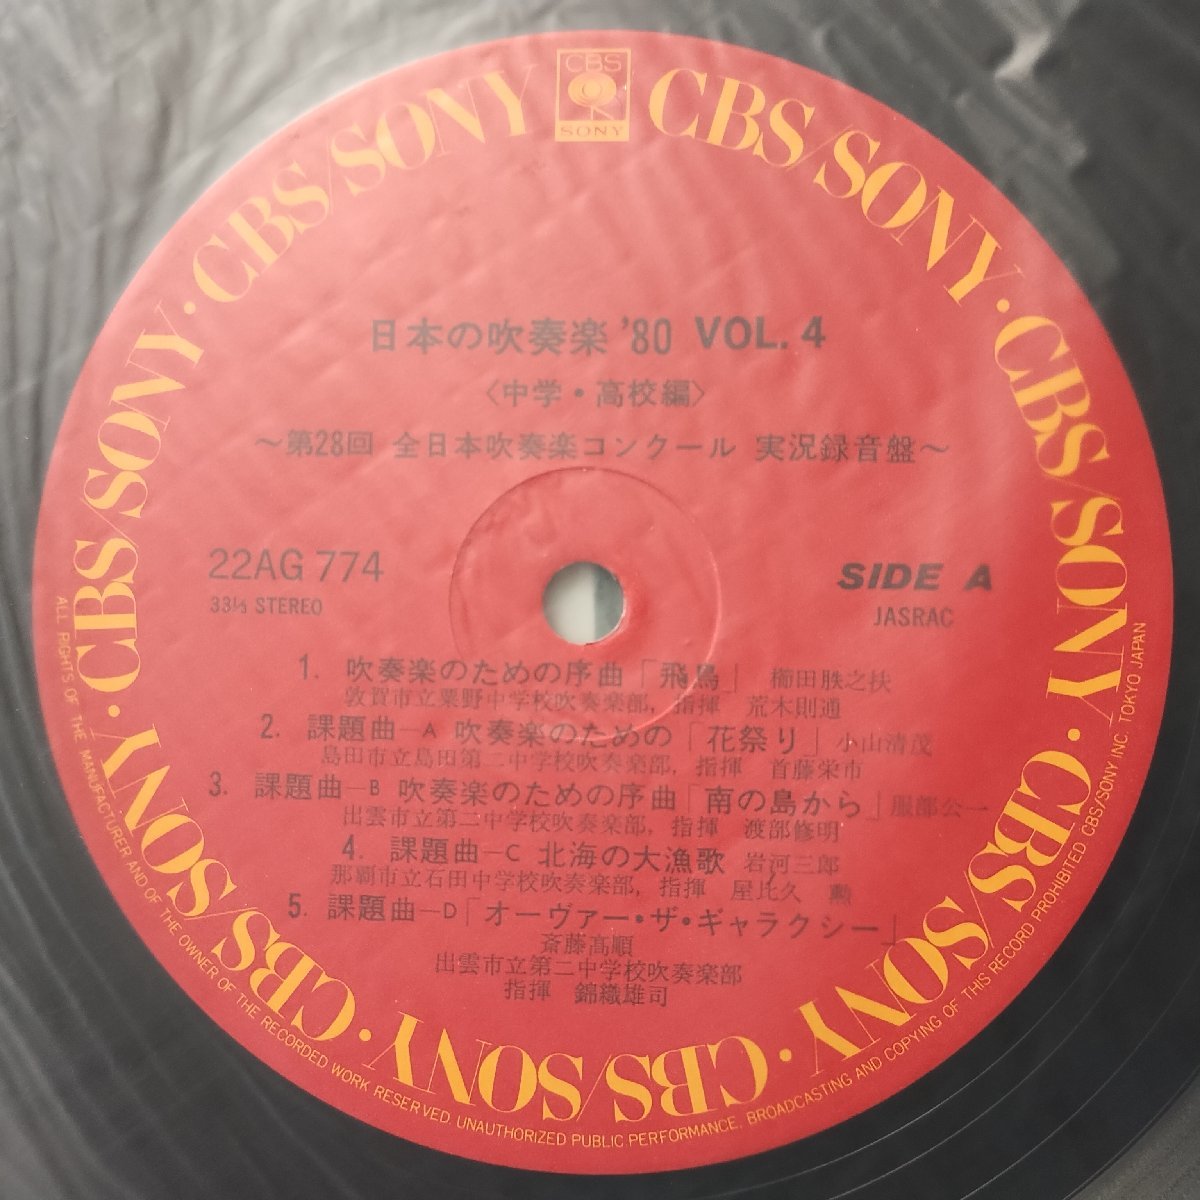 CBS
SONY
CBS/SONY · CBS/SONY · CBS/SONY · CBS/SONY · CBS/SONY · CBS/SONY · CBS/SONY · CBS/SONY
日本の吹奏楽 '80 VOL. 4
〈中学・高校編〉
〜第28回 全日本吹奏楽コンクール 実況録音盤〜
22AG 774
SIDE A
33⅓ STEREO
JASRAC
1. 吹奏楽のための序曲「飛鳥」 櫛田胅之扶
敦賀市立粟野中学校吹奏楽部, 指揮 荒木則通
2. 課題曲—A 吹奏楽のための「花祭り」小山清茂
島田市立島田第二中学校吹奏楽部, 指揮 首藤栄市
3. 課題曲—B 吹奏楽のための序曲「南の島から」服部公一
出雲市立第二中学校吹奏楽部, 指揮 渡部修明
4. 課題曲—C 北海の大漁歌 岩河三郎
那覇市立石田中学校吹奏楽部, 指揮 屋比久 勲
5. 課題曲—D「オーヴァー・ザ・ギャラクシー」
斎藤高順
出雲市立第二中学校吹奏楽部
指揮 錦織雄司
ALL RIGHTS OF THE MANUFACTURER AND OF THE OWNER OF THE RECORDED WORK RESERVED. UNAUTHORIZED PUBLIC PERFORMANCE, BROADCASTING AND COPYING OF THIS RECORD PROHIBITED CBS/SONY INC. TOKYO JAPAN